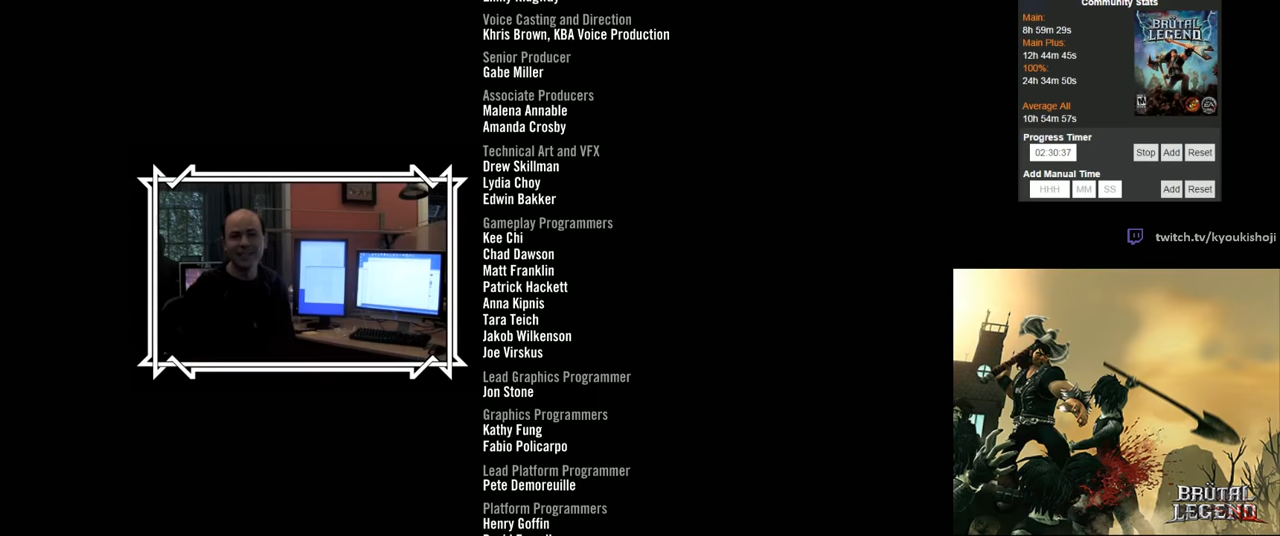 Voice Casting and Direction
Khris Brown, KBA Voice Production
Senior Producer
Gabe Miller
Associate Producers
Malena Annable
Amanda Crosby
Technical Art and VFX
Drew Skillman
Lydia Choy
Edwin Bakker
Gameplay Programmers
Kee Chi
Chad Dawson
Matt Franklin
Patrick Hackett
Anna Kipnis
Tara Teich
Jakob Wilkenson
Joe Virskus
Lead Graphics Programmer
Jon Stone
Graphics Programmers
Kathy Fung
Fabio Policarpo
Lead Platform Programmer
Pete Demoreuille
Platform Programmers
Henry Goffin
Community Stats
Main:
8h 59m 29s
Main Plus:
12h 44m 45s
100%:
24h 34m 50s
Average All
10h 54m 57s
BRÜTAL
LEGEND
EA
Progress Timer
02:30:37
Stop Add Reset
Add Manual Time
HHH MM SS Add Reset
twitch.tv/kyoukishoji
BRÜTAL
LEGEND